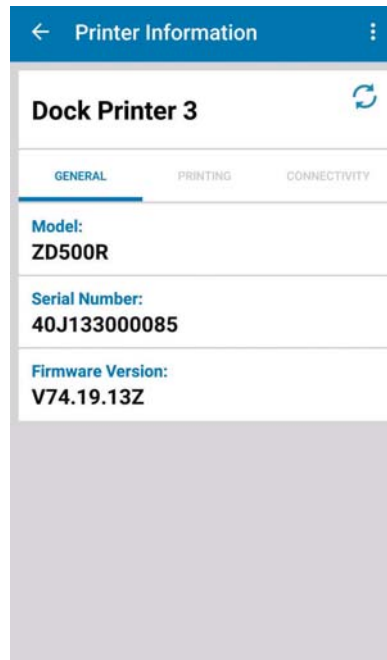 Printer Information
Dock Printer 3
GENERAL PRINTING CONNECTIVITY
Model:
ZD500R
Serial Number:
40J133000085
Firmware Version:
V74.19.13Z